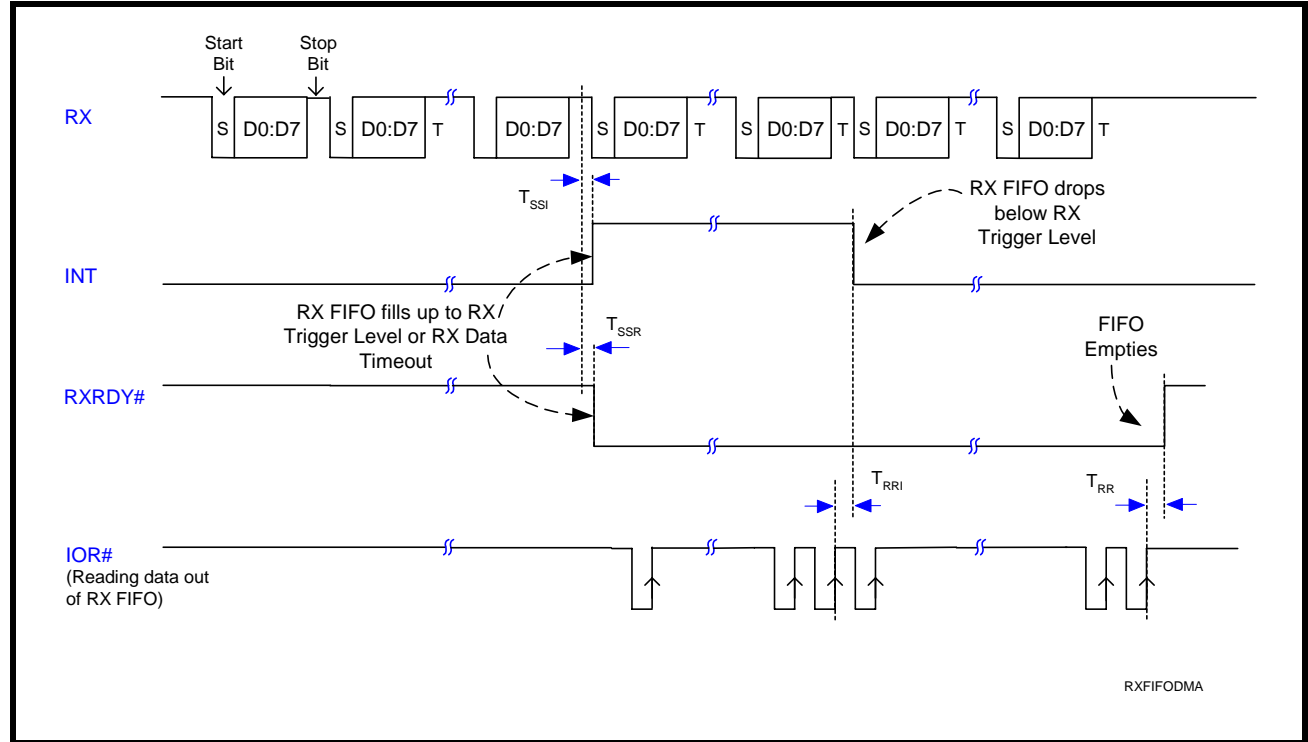 Start
Bit
Stop
Bit
RX
S D0:D7 S D0:D7 T D0:D7 S D0:D7 T S D0:D7 T S D0:D7 T S D0:D7 T
TSSI
RX FIFO drops
below RX
Trigger Level
INT
RX FIFO fills up to RX
Trigger Level or RX Data
Timeout
TSSR
FIFO
Empties
RXRDY#
TRRI
TRR
IOR#
(Reading data out
of RX FIFO)
RXFIFODMA